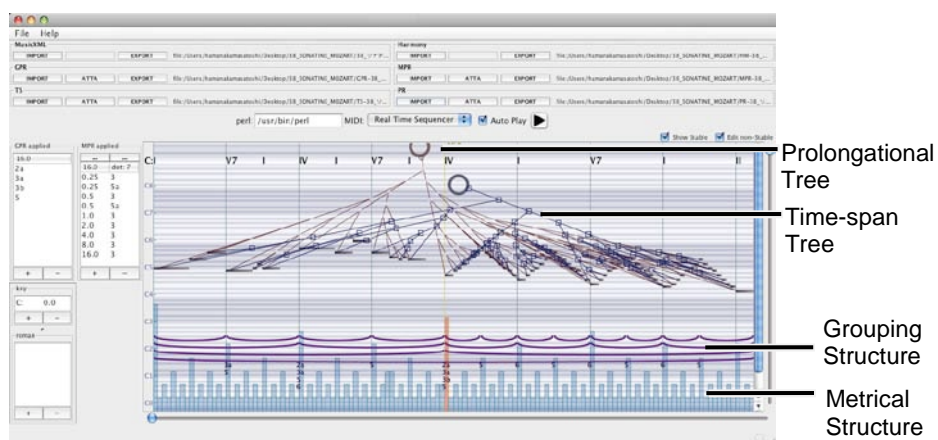 File Help
MusicXML Harmony
IMPORT EXPORT IMPORT EXPORT
GPR MPR
IMPORT ATTA EXPORT IMPORT ATTA EXPORT
TS PR
IMPORT ATTA EXPORT IMPORT ATTA EXPORT
perl: /usr/bin/perl MIDI: Real Time Sequencer Auto Play
Show Stable Edit non-Stable
GPR applied
16.0
2a
3a
3b
5
+ -
MPR applied
-- --
16.0 dot: 7
0.25 3
0.25 5a
0.5 3
0.5 5a
1.0 3
2.0 3
4.0 3
8.0 3
16.0 3
+ -
key
C: 0.0
+ -
+ -
C:I V7 I IV I V7 I IV I V7 I II
C8
C7
C6
C5
C4
C3
C2
C1
C0
Prolongational
Tree
Time-span
Tree
Grouping
Structure
Metrical
Structure